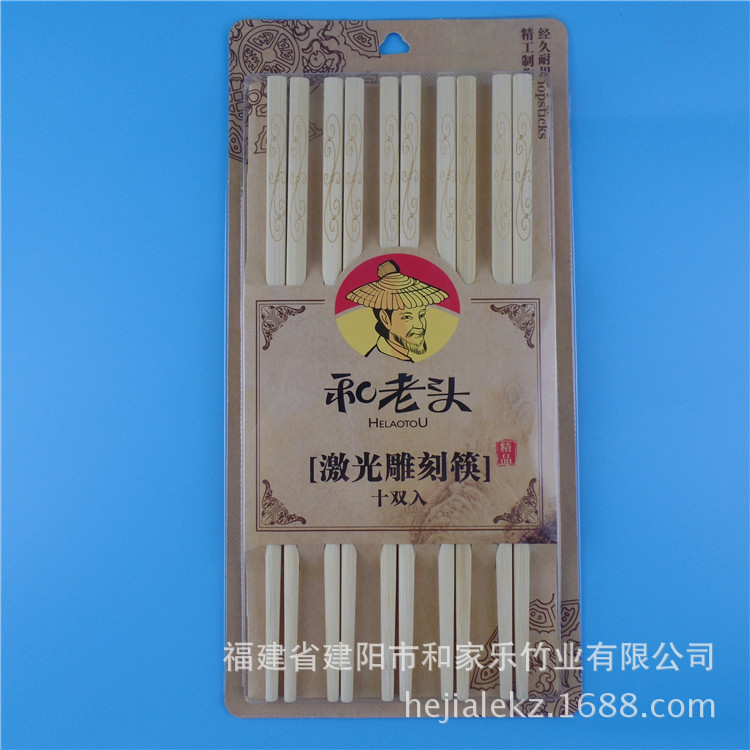 经久耐用
精工制作
hopsticks
和老头
HELAOTOU
[激光雕刻筷]
精品
十双入
福建省建阳市和家乐竹业有限公司
hejialekz.1688.com